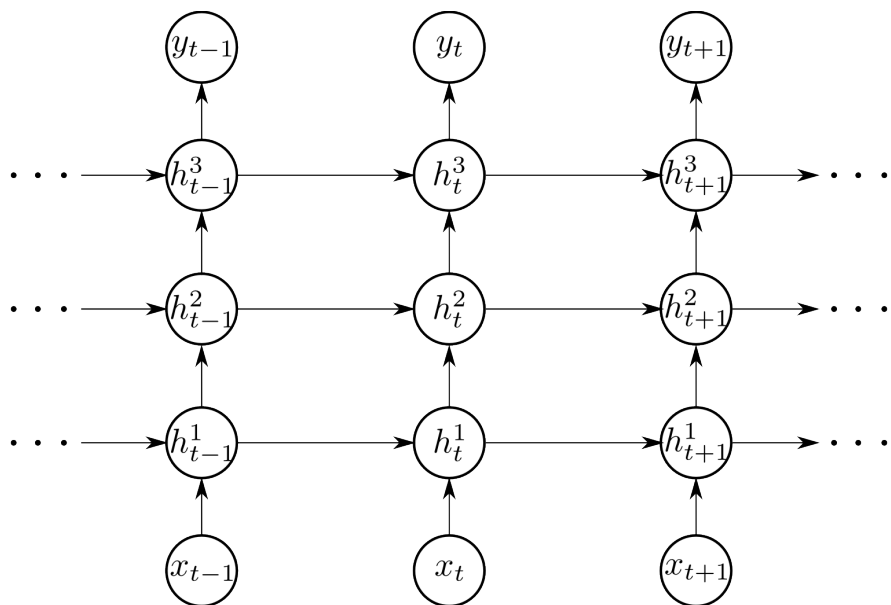 y_{t−1} y_t y_{t+1}
· · · h^3_{t−1} h^3_t h^3_{t+1} · · ·
· · · h^2_{t−1} h^2_t h^2_{t+1} · · ·
· · · h^1_{t−1} h^1_t h^1_{t+1} · · ·
x_{t−1} x_t x_{t+1}